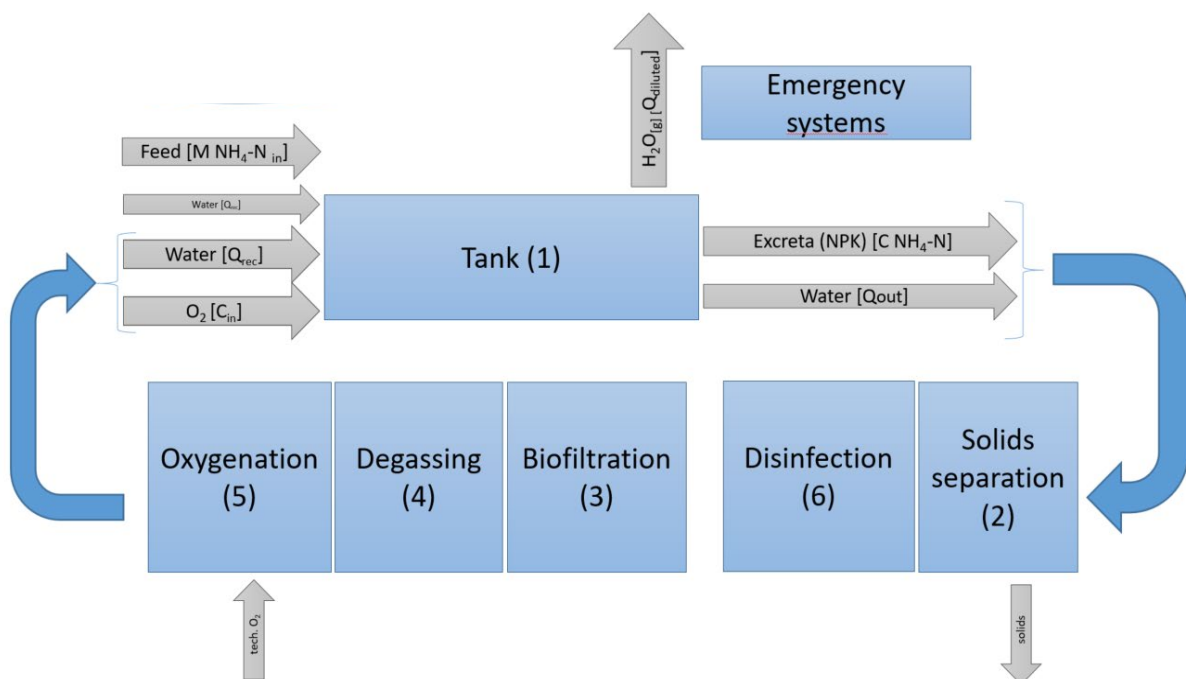 H₂O[g] [Qdiluted]
Emergency
systems
Feed [M NH₄-N in]
Water [Qrec]
Water [Qrec]
O₂ [Cin]
Tank (1)
Excreta (NPK) [C NH₄-N]
Water [Qout]
Oxygenation
(5)
Degassing
(4)
Biofiltration
(3)
Disinfection
(6)
Solids
separation
(2)
tech. O₂
solids